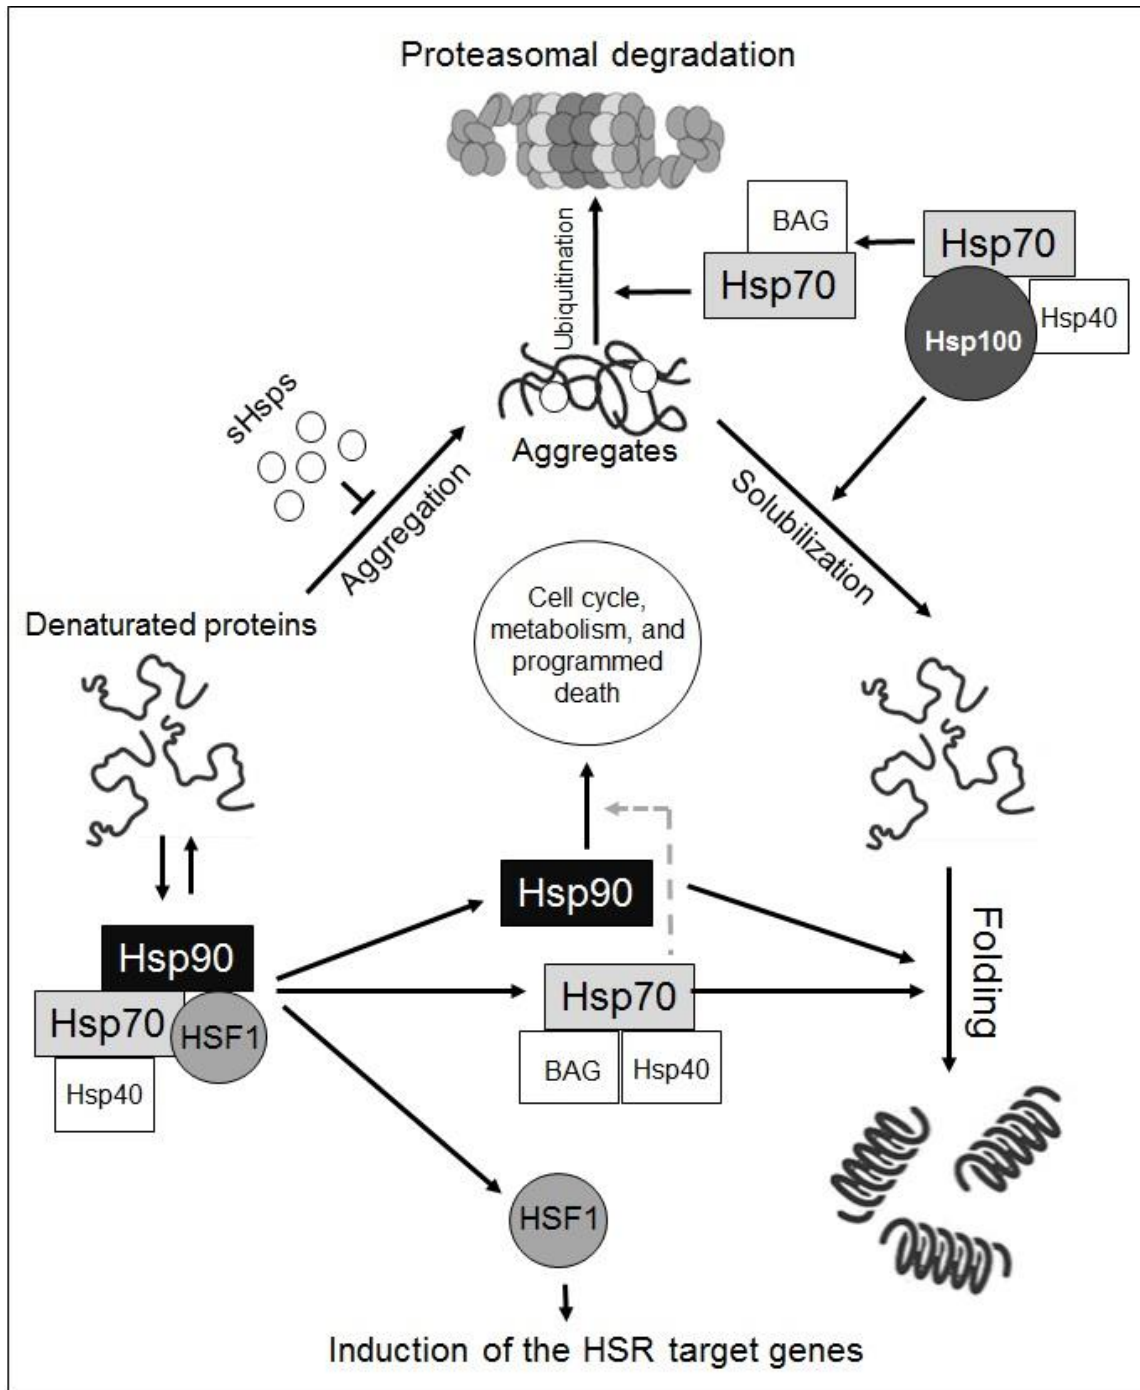 Proteasomal degradation
Ubiquitination
BAG
Hsp70
Hsp70
Hsp100
Hsp40
sHsps
Aggregates
Aggregation
Solubilization
Denaturated proteins
Cell cycle,
metabolism, and
programmed
death
Hsp90
Hsp70
HSF1
Hsp40
Hsp90
Hsp70
BAG
Hsp40
Folding
HSF1
Induction of the HSR target genes